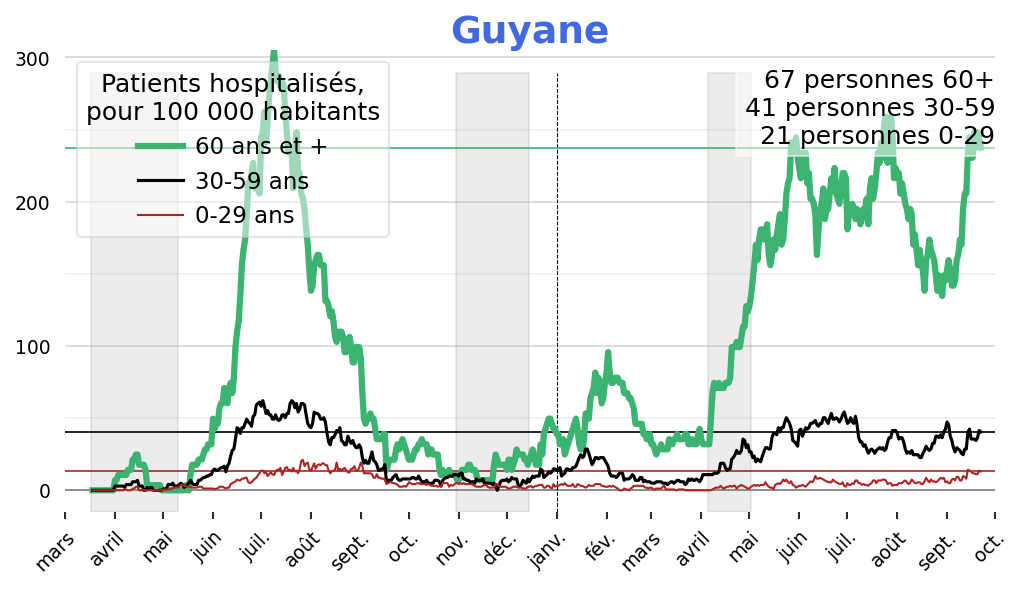 Guyane
Patients hospitalisés,
pour 100 000 habitants
60 ans et +
30-59 ans
0-29 ans
67 personnes 60+
41 personnes 30-59
21 personnes 0-29
300
200
100
0
mars
avril
mai
juin
juil.
août
sept.
oct.
nov.
déc.
janv.
fév.
mars
avril
mai
juin
juil.
août
sept.
oct.